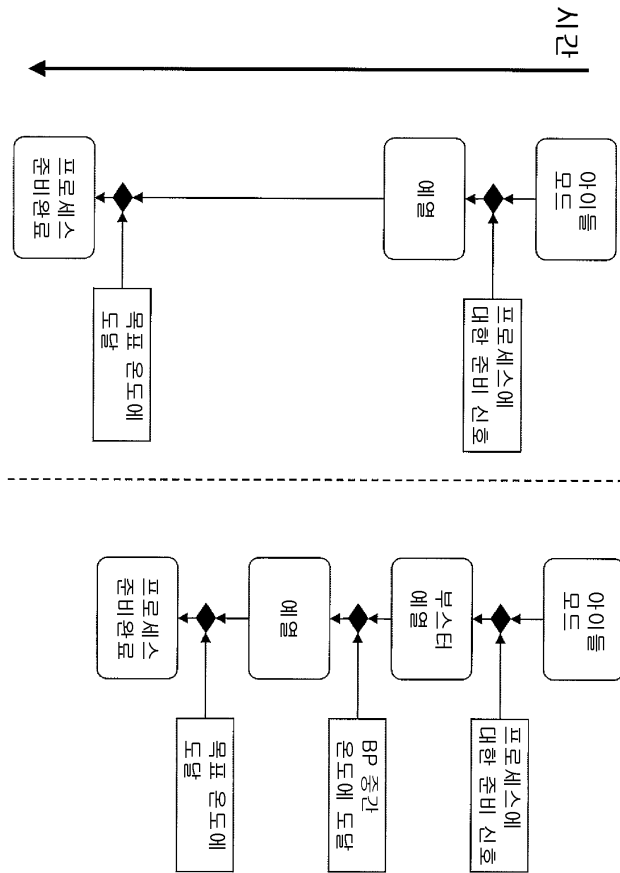 시간
아이들
모드
프로세스에
대한 준비 신호
예열
목표 온도에
도달
프로세스
준비완료
아이들
모드
프로세스에
대한 준비 신호
부스터
예열
BP 중간
온도에 도달
예열
목표 온도에
도달
프로세스
준비완료